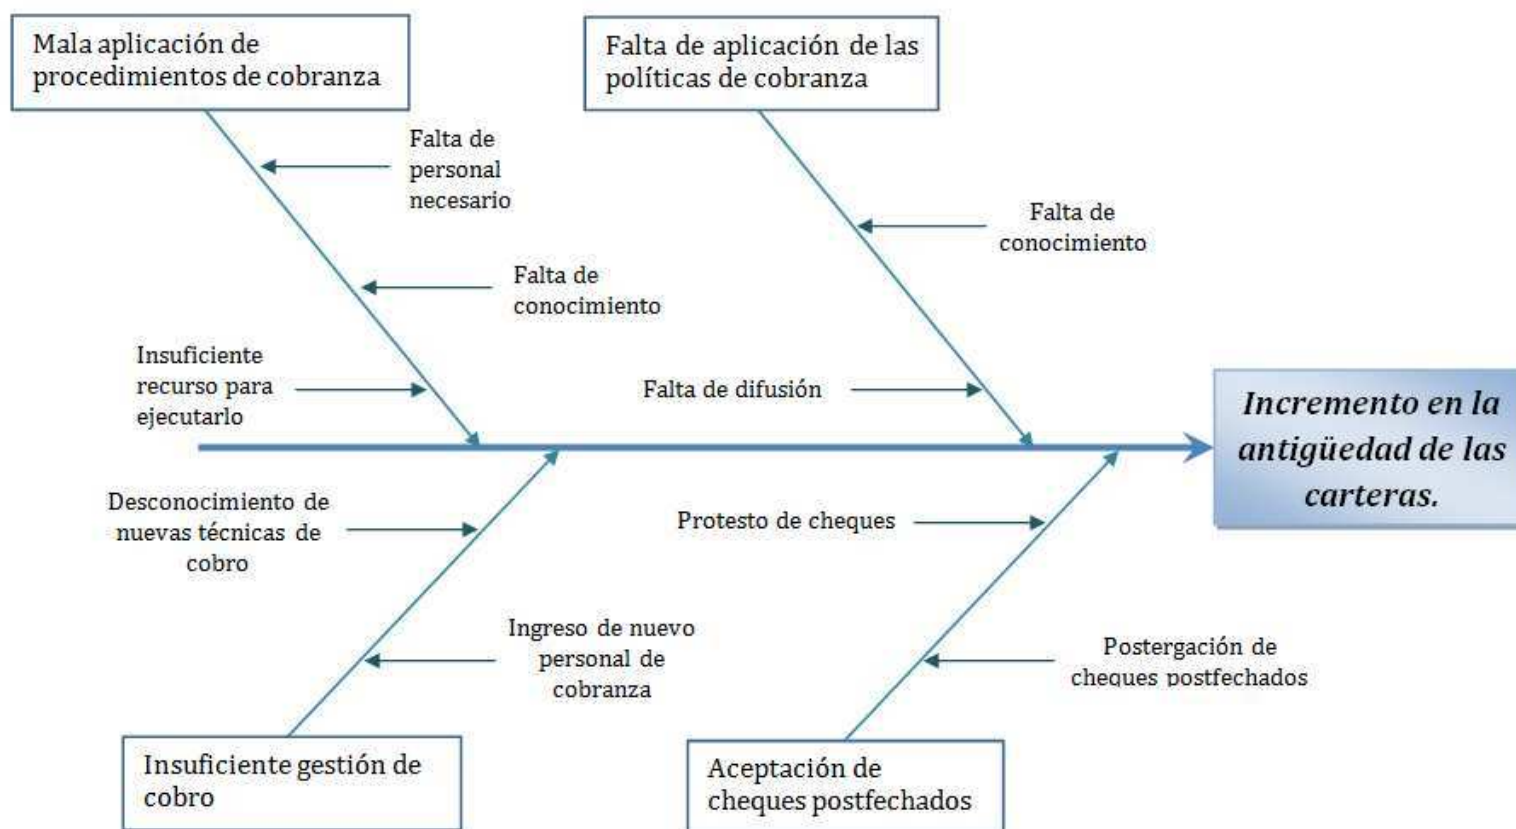 Mala aplicación de
procedimientos de cobranza
Falta de aplicación de las
políticas de cobranza
Falta de
personal
necesario
Falta de
conocimiento
Falta de
conocimiento
Insuficiente
recurso para
ejecutarlo
Falta de difusión
Incremento en la
antigüedad de las
carteras.
Desconocimiento de
nuevas técnicas de
cobro
Protesto de cheques
Ingreso de nuevo
personal de
cobranza
Postergación de
cheques postfechados
Insuficiente gestión de
cobro
Aceptación de
cheques postfechados